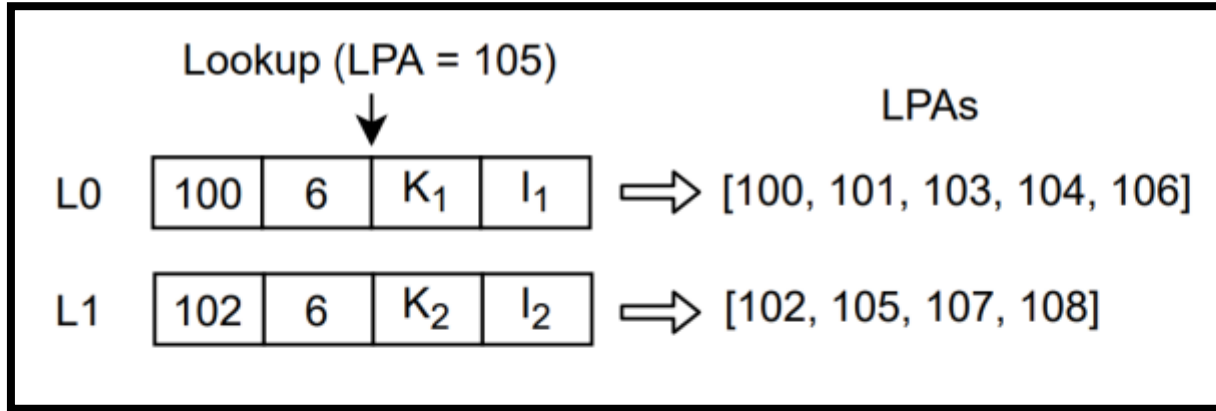 Lookup (LPA = 105)
LPAs
L0 100 6 K₁ I₁ [100, 101, 103, 104, 106]
L1 102 6 K₂ I₂ [102, 105, 107, 108]